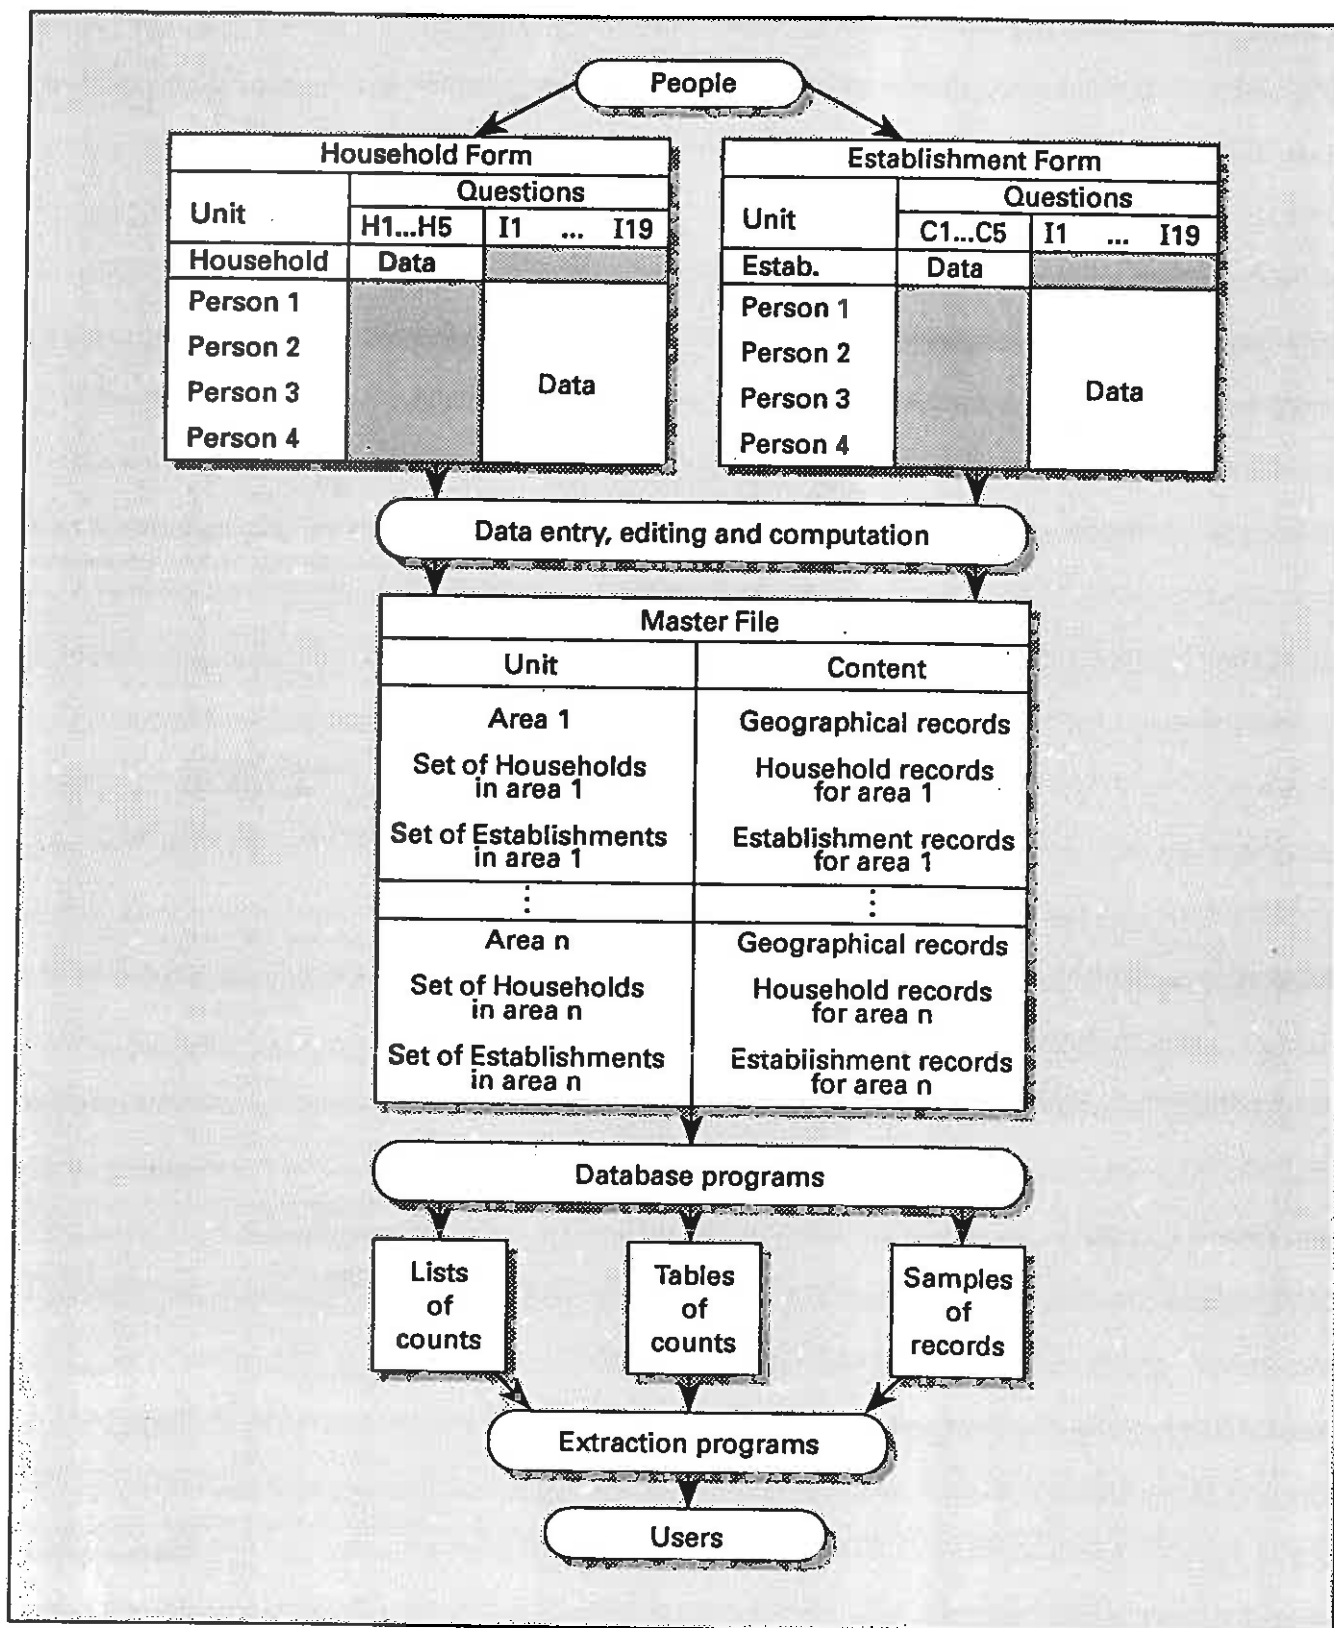 People
Household Form
Questions
Unit
H1...H5 I1 ... I19
Household Data
Person 1
Person 2
Person 3
Person 4
Data
Establishment Form
Questions
Unit
C1...C5 I1 ... I19
Estab. Data
Person 1
Person 2
Person 3
Person 4
Data
Data entry, editing and computation
Master File
Unit Content
Area 1 Geographical records
Set of Households
in area 1
Household records
for area 1
Set of Establishments
in area 1
Establishment records
for area 1
⋮ ⋮
Area n Geographical records
Set of Households
in area n
Household records
for area n
Set of Establishments
in area n
Establishment records
for area n
Database programs
Lists
of
counts
Tables
of
counts
Samples
of
records
Extraction programs
Users